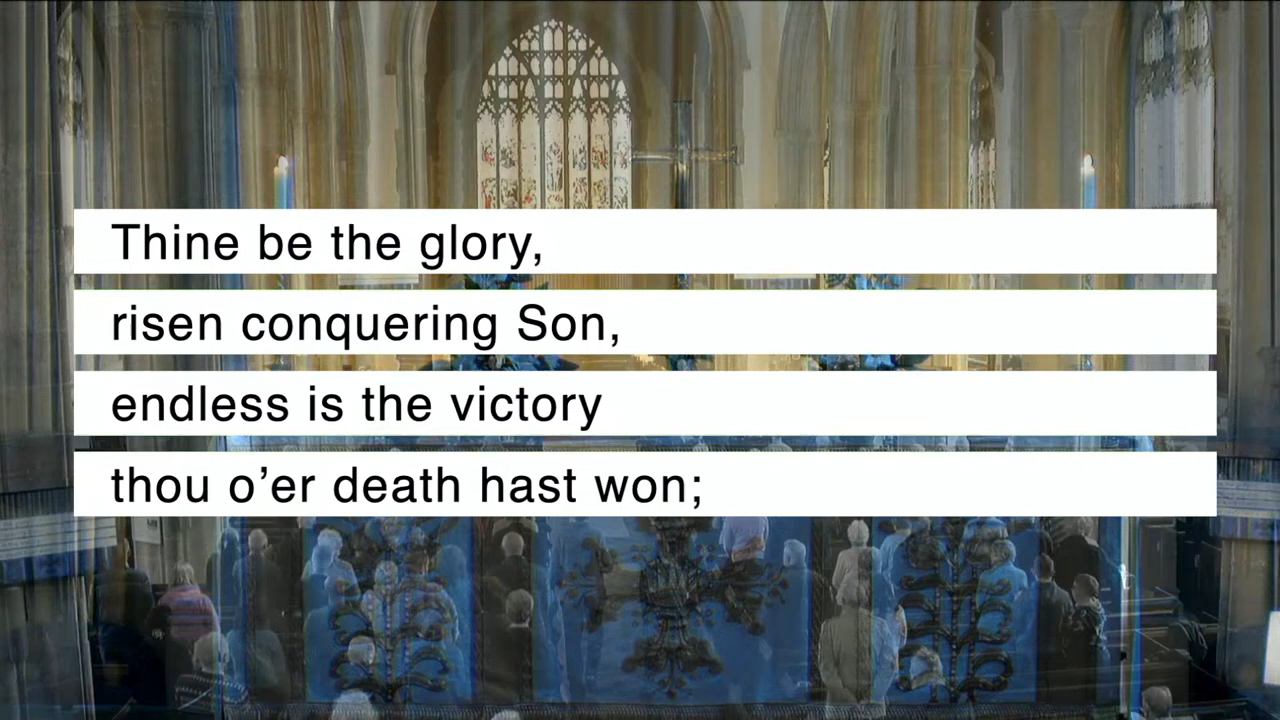 Thine be the glory,
risen conquering Son,
endless is the victory
thou o’er death hast won;